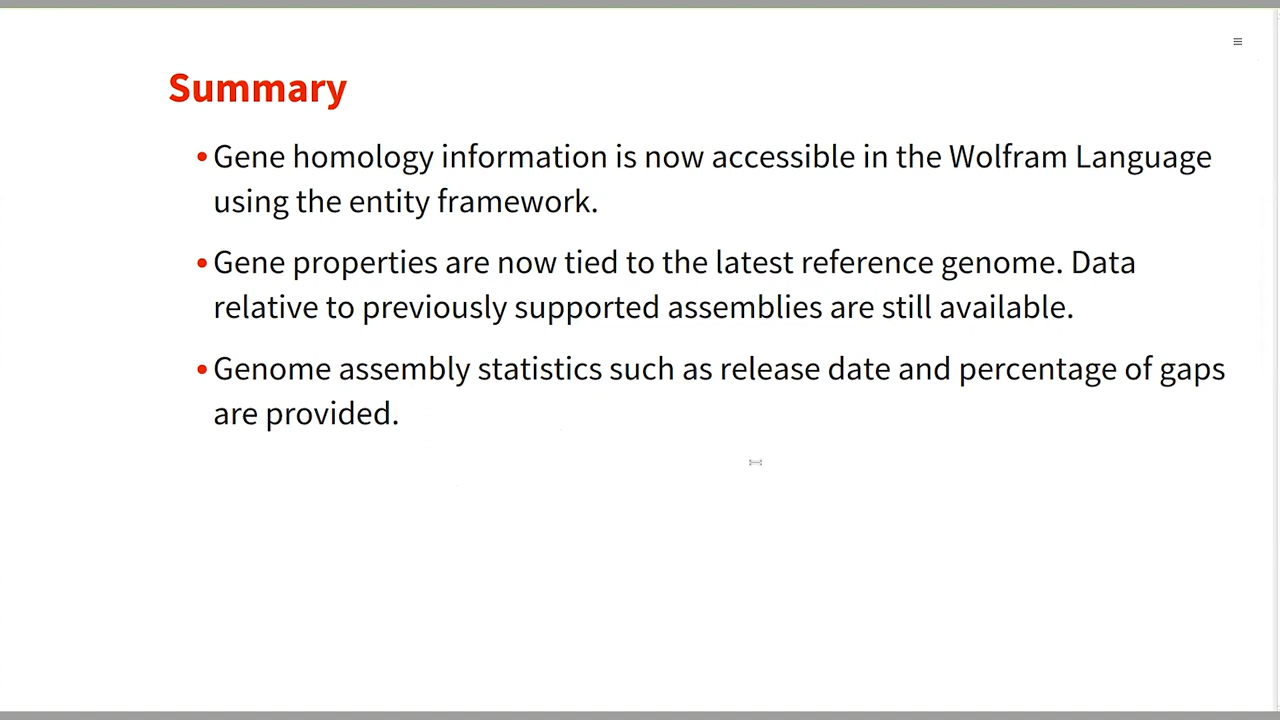 Summary
• Gene homology information is now accessible in the Wolfram Language
using the entity framework.
• Gene properties are now tied to the latest reference genome. Data
relative to previously supported assemblies are still available.
• Genome assembly statistics such as release date and percentage of gaps
are provided.